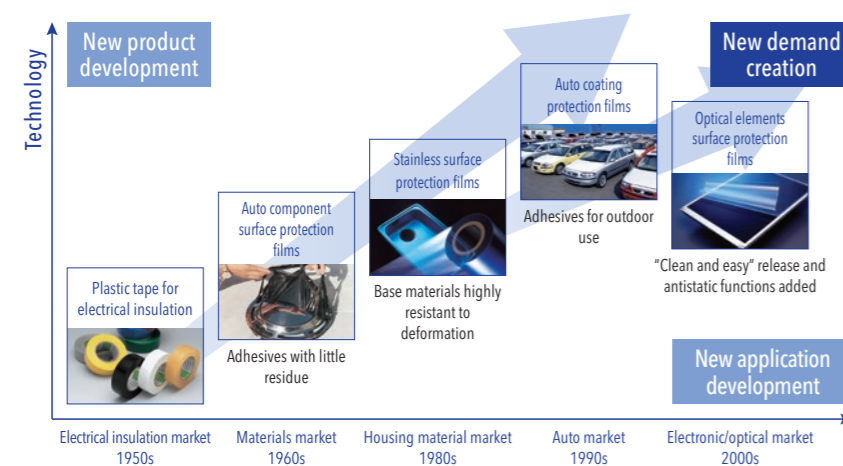 New product
development
New demand
creation
Technology
Auto coating
protection films
Optical elements
surface protection
films
Stainless surface
protection films
Auto component
surface protection
films
Plastic tape for
electrical insulation
Adhesives for outdoor
use
"Clean and easy" release and
antistatic functions added
Base materials highly
resistant to
deformation
Adhesives with little
residue
New application
development
Electrical insulation market
1950s
Materials market
1960s
Housing material market
1980s
Auto market
1990s
Electronic/optical market
2000s